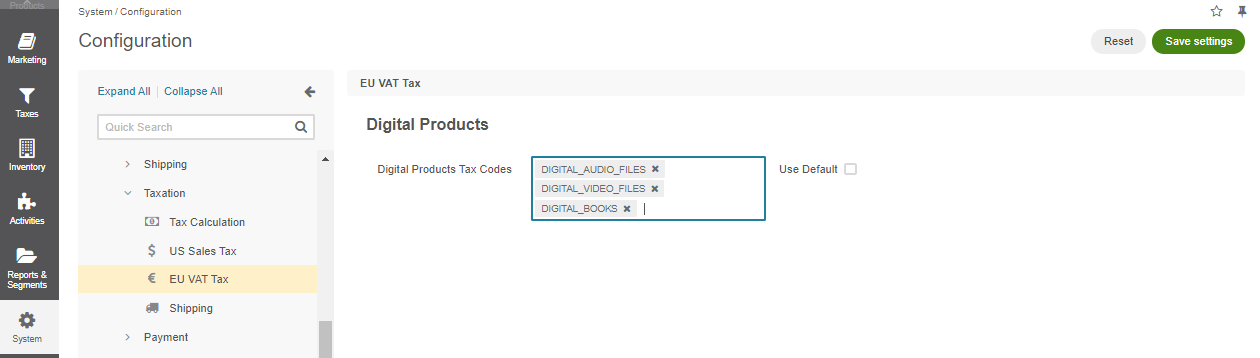 Products
System / Configuration
Configuration
Reset
Save settings
Marketing
Taxes
Inventory
Activities
Reports &
Segments
System
Expand All | Collapse All
Quick Search
Shipping
Taxation
Tax Calculation
$ US Sales Tax
€ EU VAT Tax
Shipping
Payment
EU VAT Tax
Digital Products
Digital Products Tax Codes
DIGITAL_AUDIO_FILES
DIGITAL_VIDEO_FILES
DIGITAL_BOOKS
Use Default